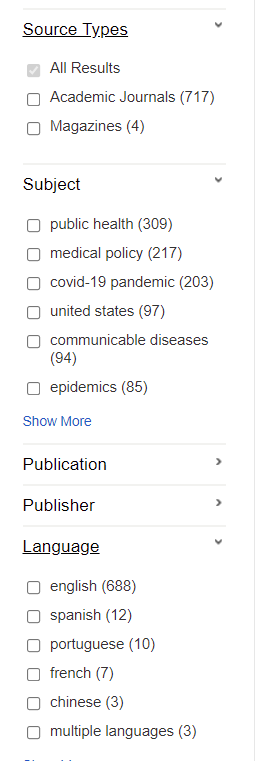 Source Types
All Results
Academic Journals (717)
Magazines (4)
Subject
public health (309)
medical policy (217)
covid-19 pandemic (203)
united states (97)
communicable diseases
(94)
epidemics (85)
Show More
Publication
Publisher
Language
english (688)
spanish (12)
portuguese (10)
french (7)
chinese (3)
multiple languages (3)